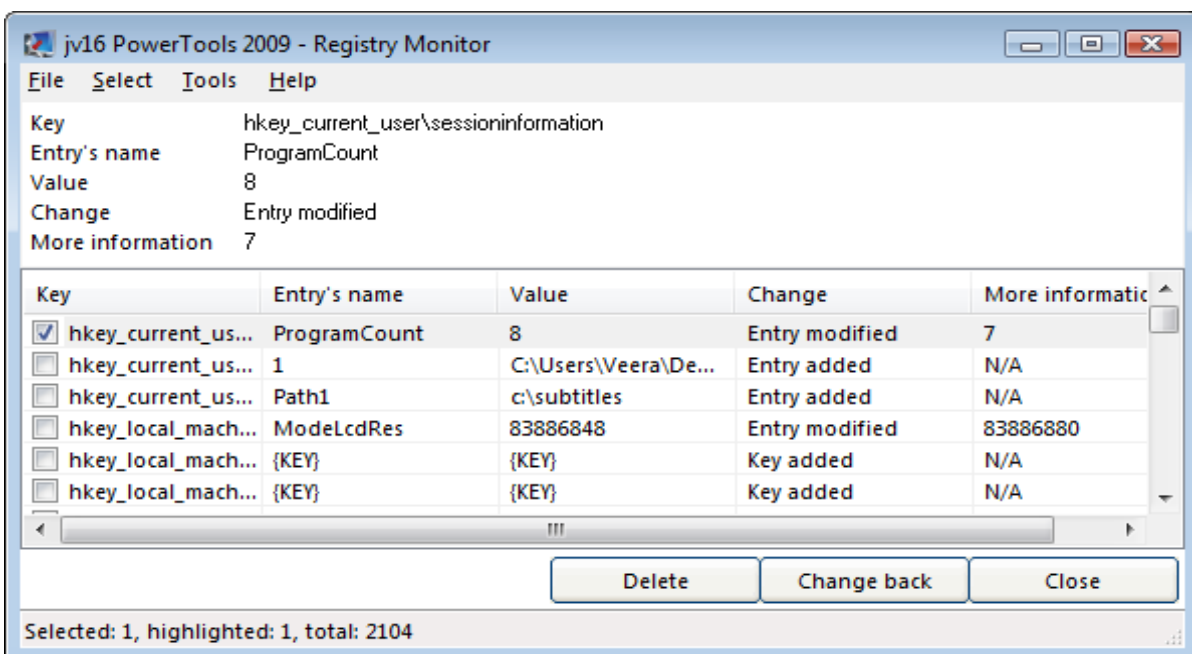 jv16 PowerTools 2009 - Registry Monitor
File Select Tools Help
Key hkey_current_user\sessioninformation
Entry's name ProgramCount
Value 8
Change Entry modified
More information 7
Key Entry's name Value Change More informatic
hkey_current_us... ProgramCount 8 Entry modified 7
hkey_current_us... 1 C:\Users\Veera\De... Entry added N/A
hkey_current_us... Path1 c:\subtitles Entry added N/A
hkey_local_mach... ModeLcdRes 83886848 Entry modified 83886880
hkey_local_mach... {KEY} {KEY} Key added N/A
hkey_local_mach... {KEY} {KEY} Key added N/A
Delete Change back Close
Selected: 1, highlighted: 1, total: 2104